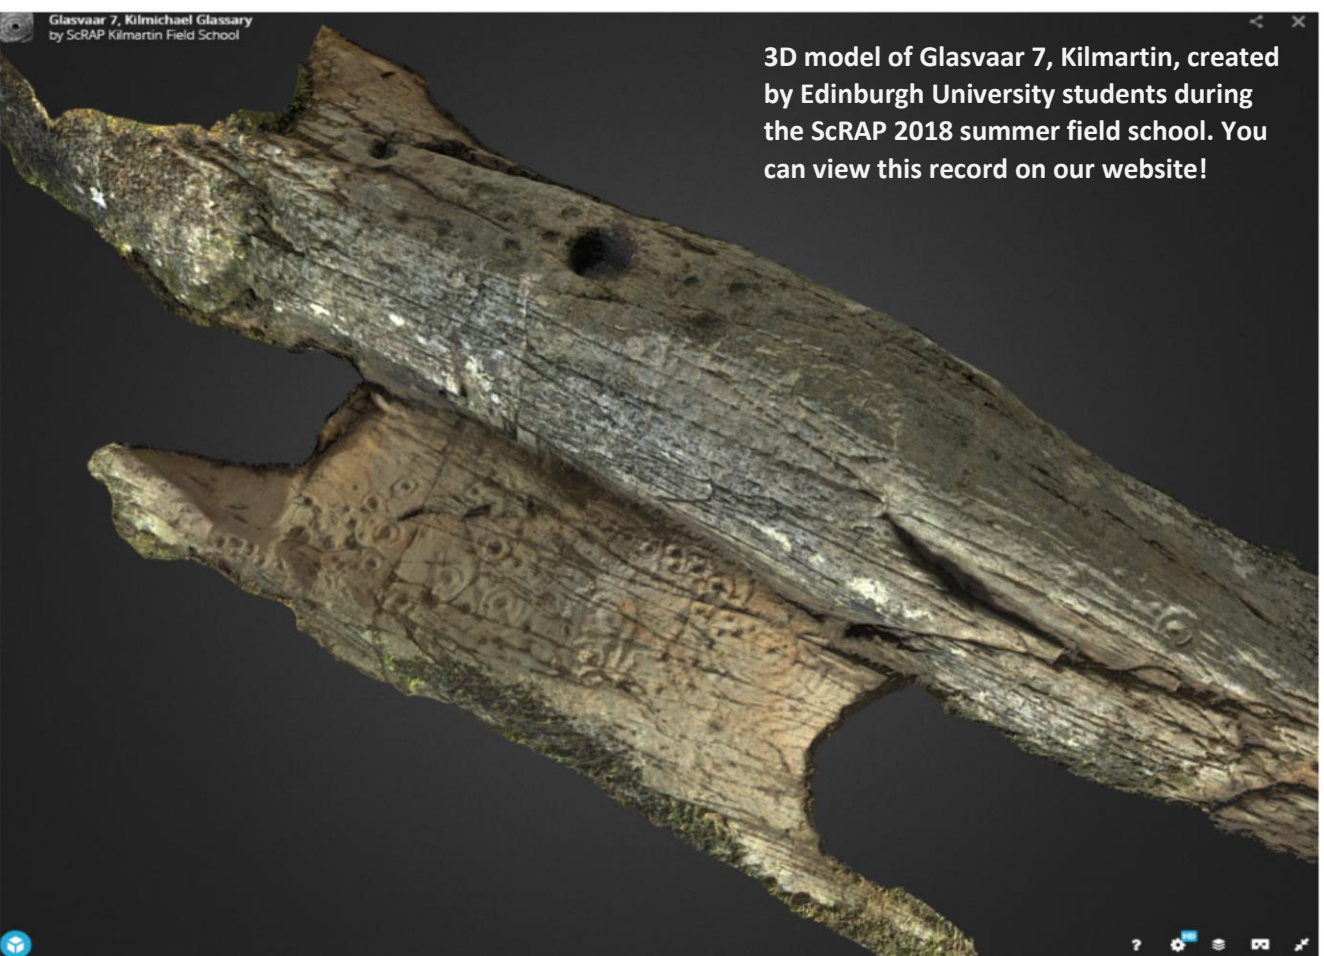 Glasvaar 7, Kilmichael Glassary
by ScRAP Kilmartin Field School
3D model of Glasvaar 7, Kilmartin, created
by Edinburgh University students during
the ScRAP 2018 summer field school. You
can view this record on our website!
?
HD